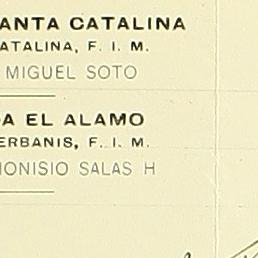 ANTA CATALINA
ATALINA, F. I. M.
MIGUEL SOTO
A EL ALAMO
ERBANIS, F. I. M.
IONISIO SALAS H